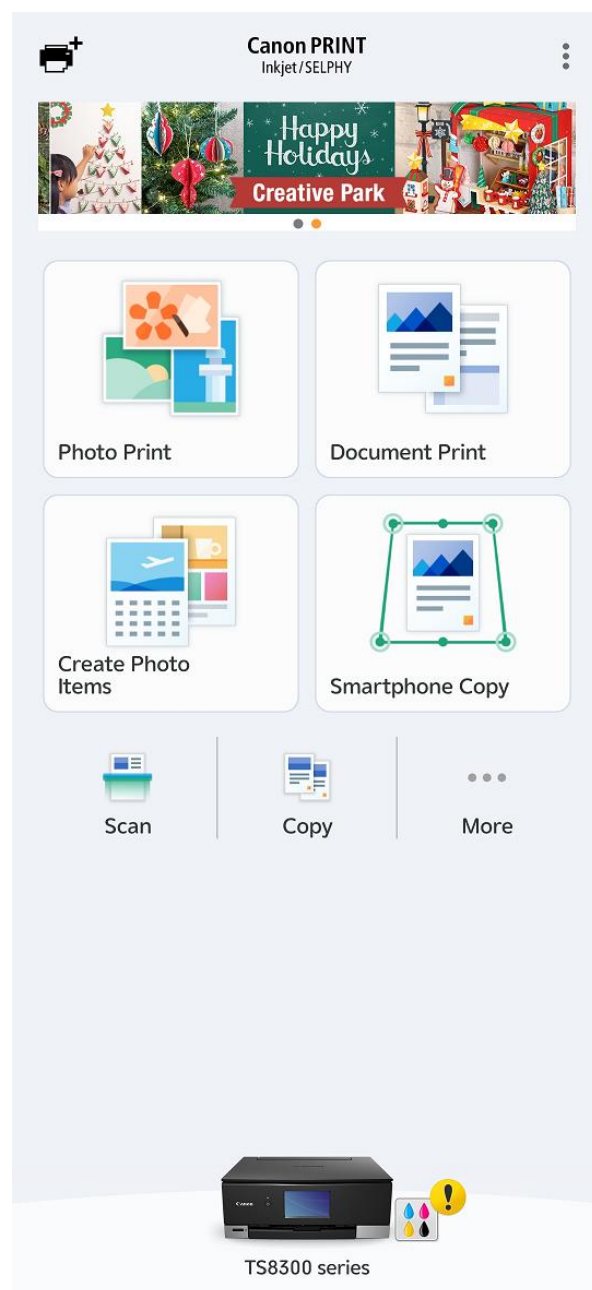 Canon PRINT
Inkjet/SELPHY
Happy
Holidays
Creative Park
Photo Print
Document Print
Create Photo
Items
Smartphone Copy
Scan
Copy
More
Canon
TS8300 series